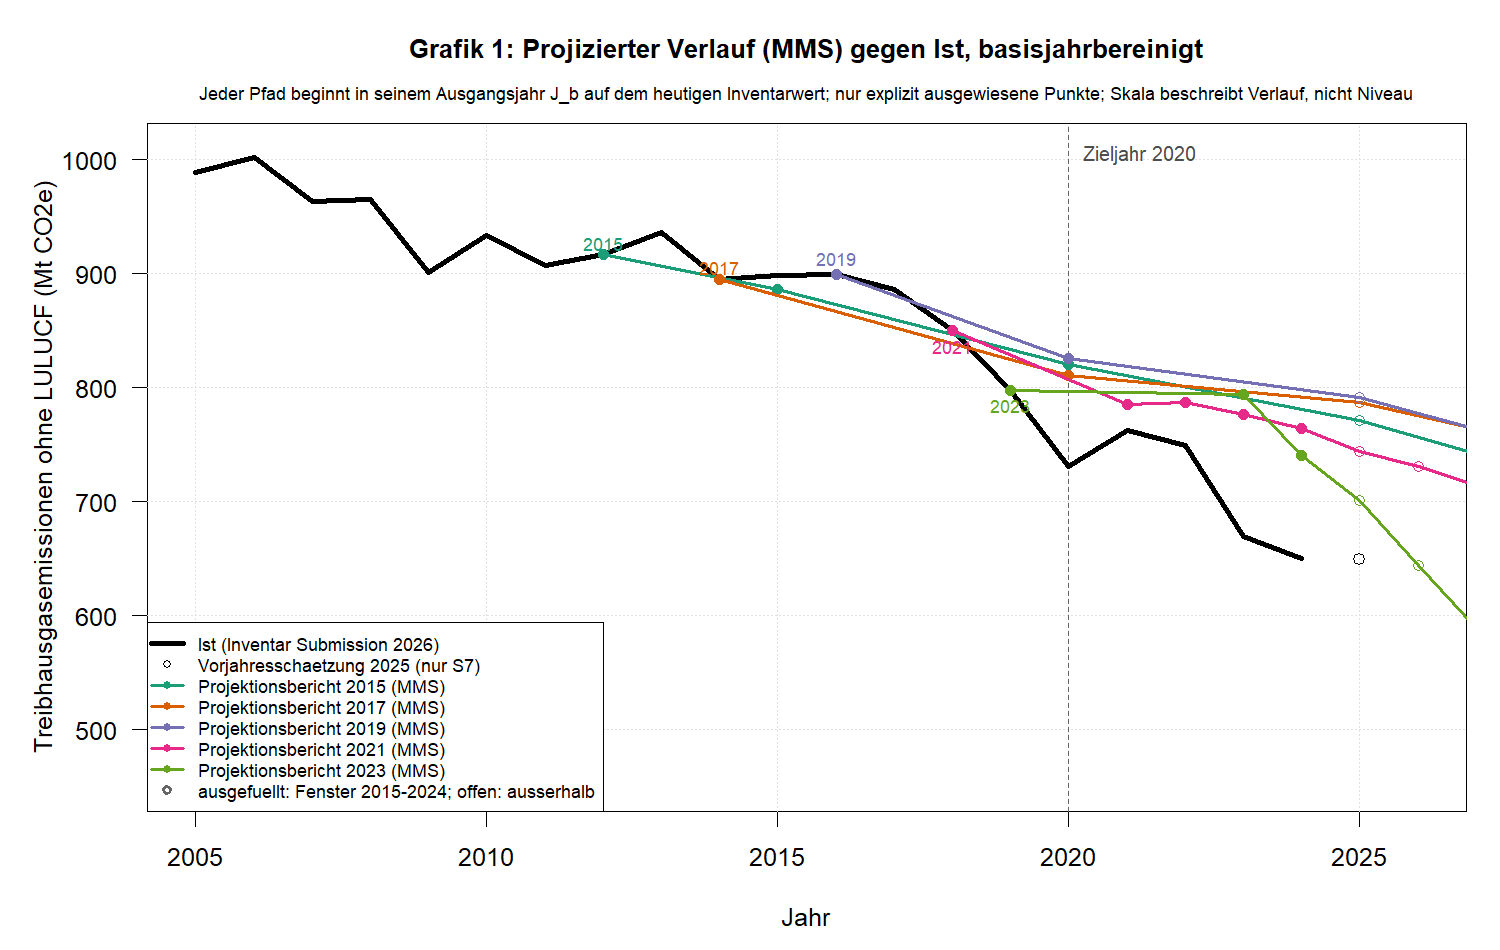 Grafik 1: Projizierter Verlauf (MMS) gegen Ist, basisjahrbereinigt
Jeder Pfad beginnt in seinem Ausgangsjahr J_b auf dem heutigen Inventarwert; nur explizit ausgewiesene Punkte; Skala beschreibt Verlauf, nicht Niveau
Treibhausgasemissionen ohne LULUCF (Mt CO2e)
1000
900
800
700
600
500
Zieljahr 2020
2015
2017
2019
2021
2023
Ist (Inventar Submission 2026)
Vorjahresschaetzung 2025 (nur S7)
Projektionsbericht 2015 (MMS)
Projektionsbericht 2017 (MMS)
Projektionsbericht 2019 (MMS)
Projektionsbericht 2021 (MMS)
Projektionsbericht 2023 (MMS)
ausgefuellt: Fenster 2015-2024; offen: ausserhalb
2005 2010 2015 2020 2025
Jahr